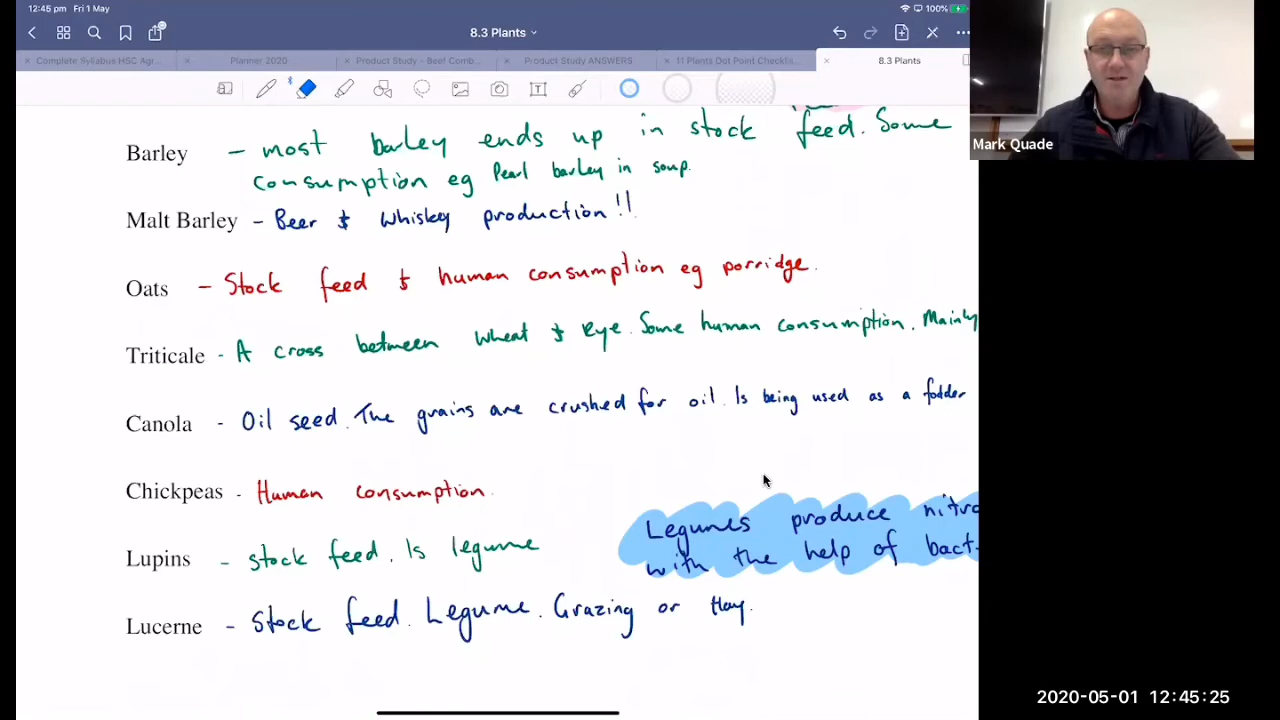 12:45 pm Fri 1 May 100%
8.3 Plants
Complete Syllabus HSC Agr... Planner 2020 Product Study - Beef Comb... Product Study ANSWERS 11 Plants Dot Point Checklis... 8.3 Plants
Mark Quade
Barley - most barley ends up in stock feed. Some
consumption eg Pearl barley in soup.
Malt Barley - Beer & Whiskey production!!
Oats - Stock feed & human consumption eg porridge.
Triticale - A cross between wheat & Rye. Some human consumption. Mainly
Canola - Oil seed. The grains are crushed for oil. Is being used as a fodder
Chickpeas - Human consumption.
Legumes produce nitro
with the help of bact
Lupins - stock feed. Is legume
Lucerne - Stock feed. Legume. Grazing or Hay.
2020-05-01 12:45:25